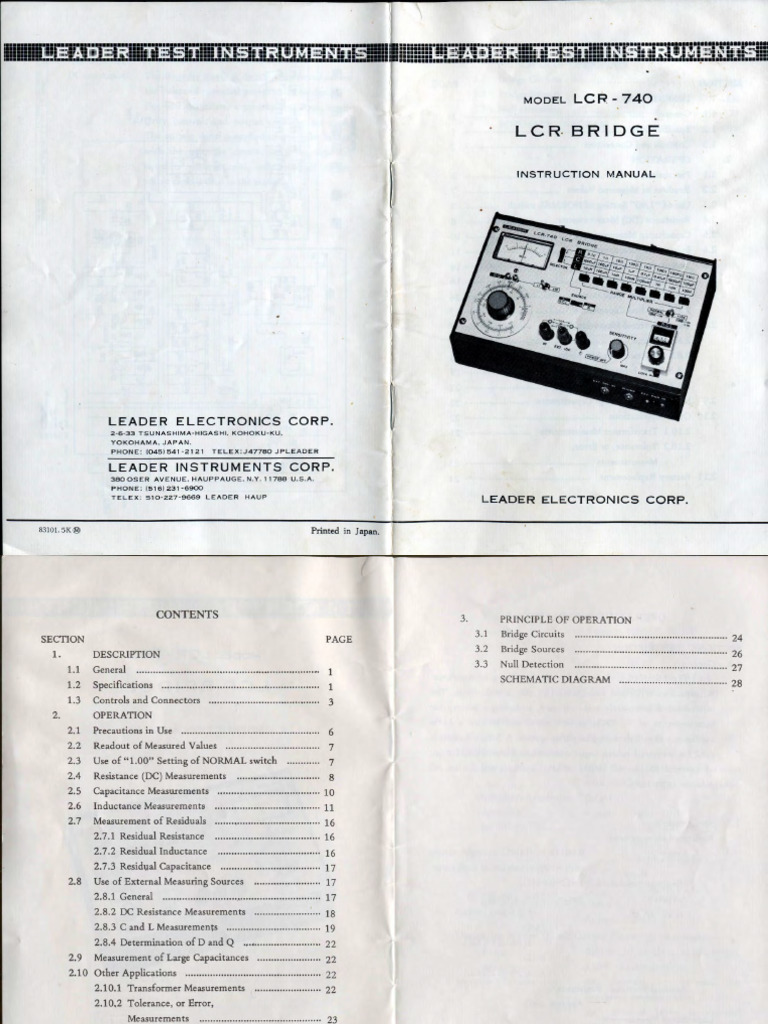 LEADER TEST INSTRUMENTS
LEADER ELECTRONICS CORP.
2-6-33 TSUNASHIMA-HIGASHI, KOHOKU-KU,
YOKOHAMA, JAPAN.
PHONE: (045) 541-2121 TELEX: J47780 JPLEADER
LEADER INSTRUMENTS CORP.
380 OSER AVENUE, HAUPPAUGE, N.Y. 11788 U.S.A.
PHONE: (516) 231-6900
TELEX: 510-227-9669 LEADER HAUP
83101. 5K Ⓜ
Printed in Japan.
LEADER TEST INSTRUMENTS
MODEL LCR-740
LCR BRIDGE
INSTRUCTION MANUAL
LCR-740 LCR BRIDGE
RANGE MULTIPLIER
SENSITIVITY
LEADER ELECTRONICS CORP.
CONTENTS
SECTION PAGE
1. DESCRIPTION
1.1 General ........ 1
1.2 Specifications ........ 1
1.3 Controls and Connectors ........ 3
2. OPERATION
2.1 Precautions in Use ........ 6
2.2 Readout of Measured Values ........ 7
2.3 Use of "1.00" Setting of NORMAL switch ........ 7
2.4 Resistance (DC) Measurements ........ 8
2.5 Capacitance Measurements ........ 10
2.6 Inductance Measurements ........ 11
2.7 Measurement of Residuals ........ 16
2.7.1 Residual Resistance ........ 16
2.7.2 Residual Inductance ........ 16
2.7.3 Residual Capacitance ........ 17
2.8 Use of External Measuring Sources ........ 17
2.8.1 General ........ 17
2.8.2 DC Resistance Measurements ........ 18
2.8.3 C and L Measurements ........ 19
2.8.4 Determination of D and Q ........ 22
2.9 Measurement of Large Capacitances ........ 22
2.10 Other Applications ........ 22
2.10.1 Transformer Measurements ........ 22
2.10.2 Tolerance, or Error,
Measurements ........ 23
3. PRINCIPLE OF OPERATION
3.1 Bridge Circuits ........ 24
3.2 Bridge Sources ........ 26
3.3 Null Detection ........ 27
SCHEMATIC DIAGRAM ........ 28